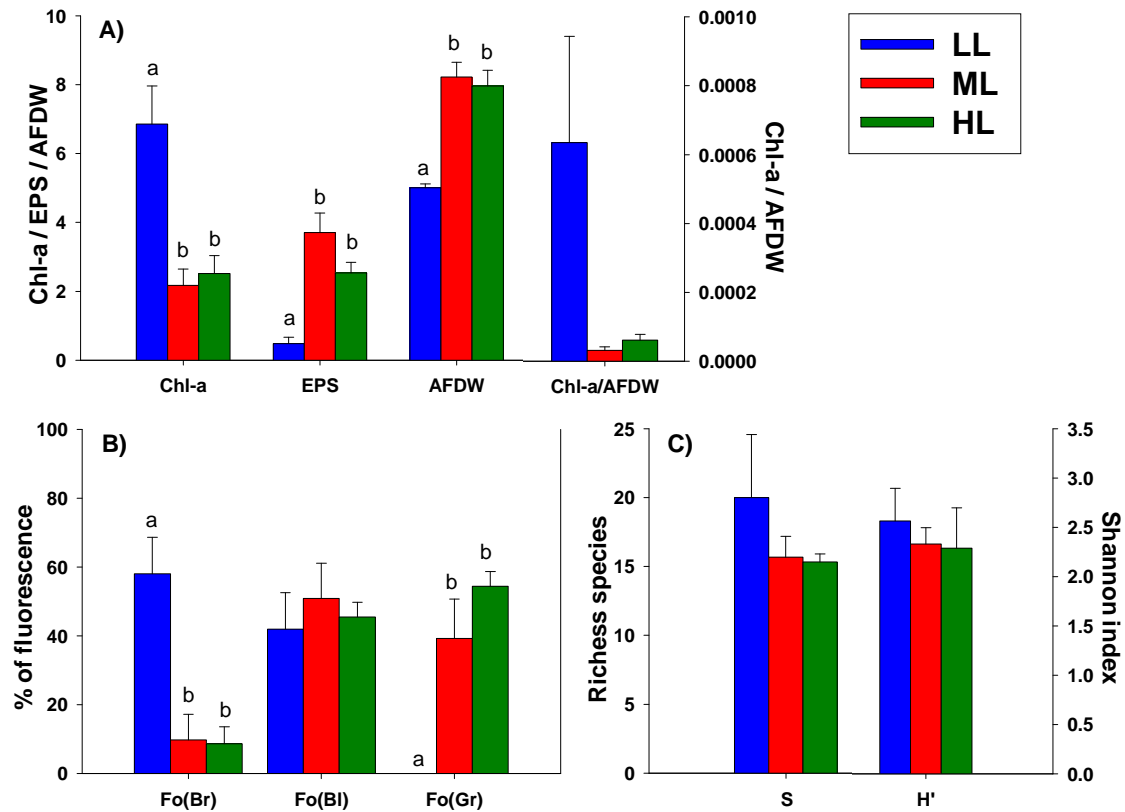 A)
Chl-a / EPS / AFDW
10
8
6
4
2
0
a
b
b
a
b
b
a
b
b
Chl-a
EPS
AFDW
Chl-a/AFDW
0.0010
0.0008
0.0006
0.0004
0.0002
0.0000
Chl-a / AFDW
LL
ML
HL
B)
% of fluorescence
100
80
60
40
20
0
a
b
b
a
b
b
Fo(Br)
Fo(Bl)
Fo(Gr)
C)
Richess species
25
20
15
10
5
0
S
H'
3.5
3.0
2.5
2.0
1.5
1.0
0.5
0.0
Shannon index